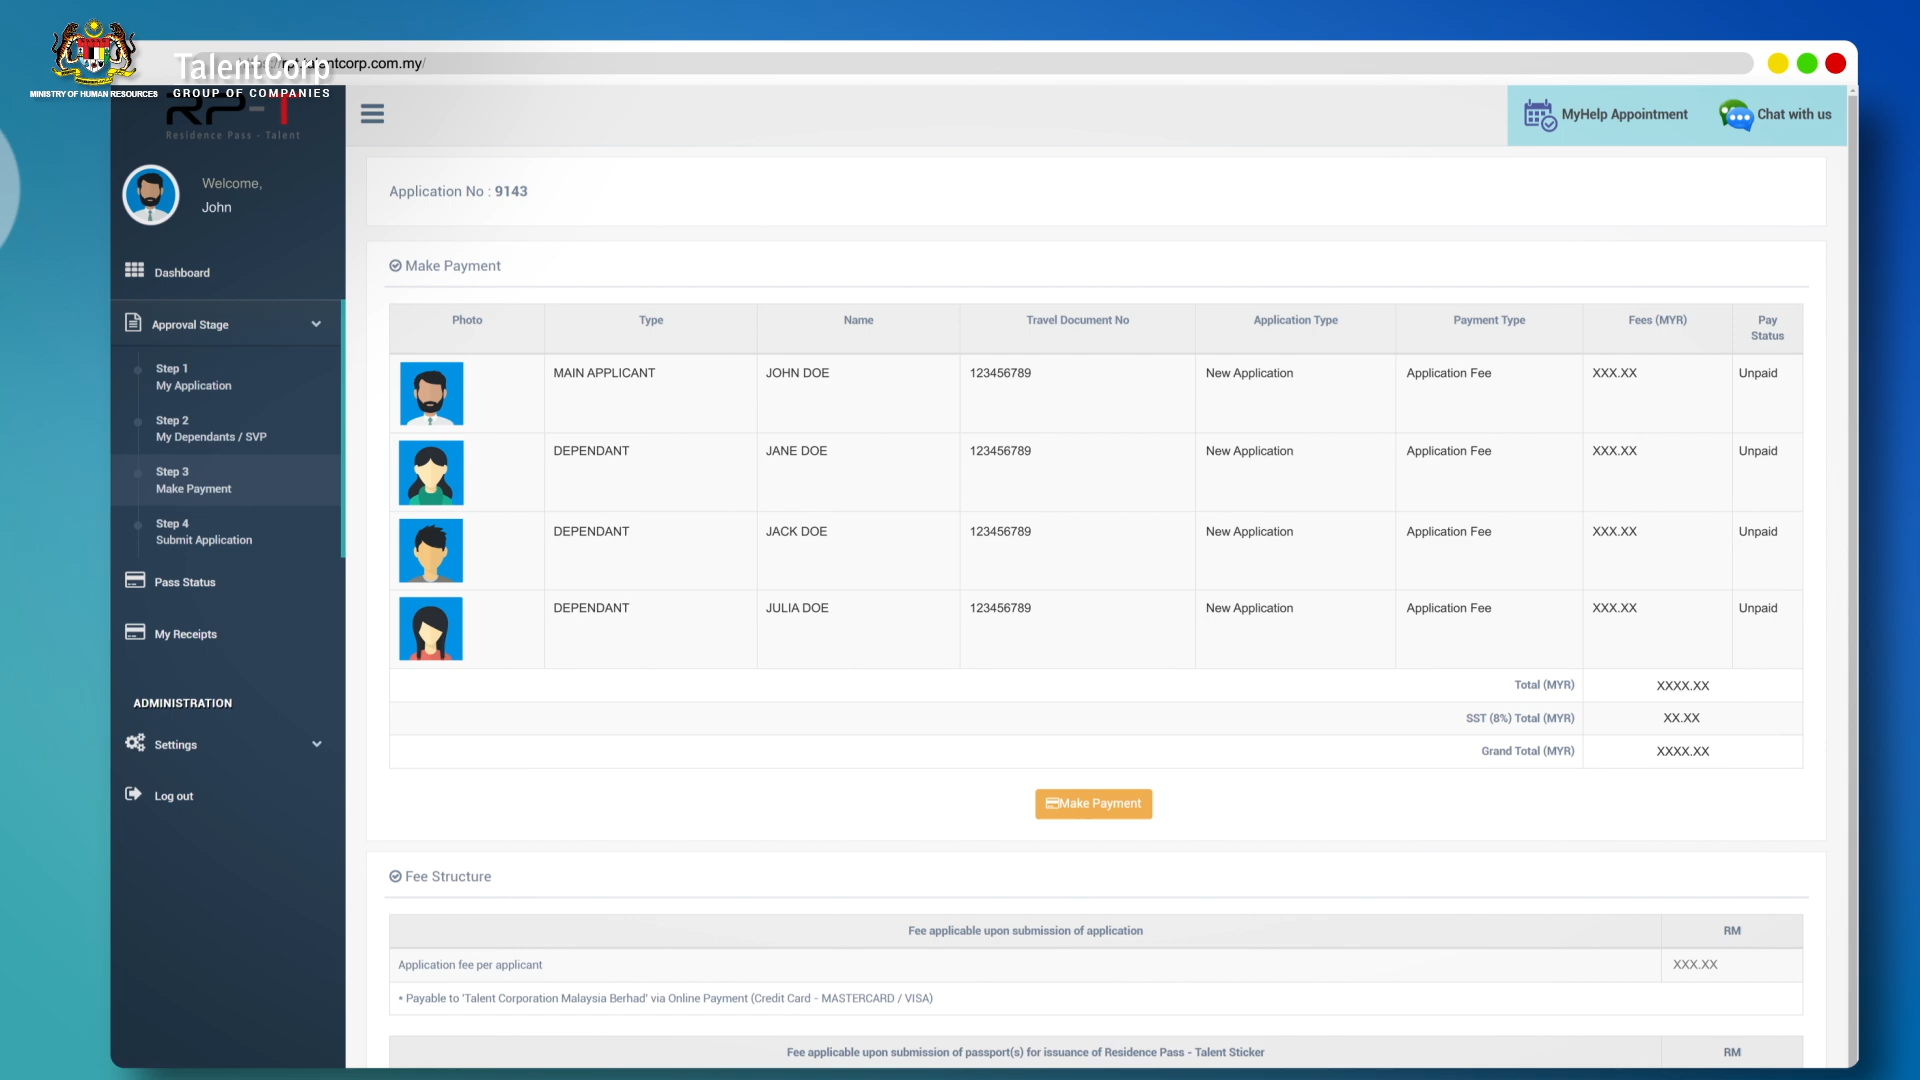 TalentCorp
GROUP OF COMPANIES
MINISTRY OF HUMAN RESOURCES
entcorp.com.my/
RP-T
Residence Pass - Talent
Welcome,
John
Dashboard
Approval Stage
Step 1
My Application
Step 2
My Dependants / SVP
Step 3
Make Payment
Step 4
Submit Application
Pass Status
My Receipts
ADMINISTRATION
Settings
Log out
MyHelp Appointment
Chat with us
Application No : 9143
Make Payment
Photo Type Name Travel Document No Application Type Payment Type Fees (MYR) Pay Status
MAIN APPLICANT JOHN DOE 123456789 New Application Application Fee XXX.XX Unpaid
DEPENDANT JANE DOE 123456789 New Application Application Fee XXX.XX Unpaid
DEPENDANT JACK DOE 123456789 New Application Application Fee XXX.XX Unpaid
DEPENDANT JULIA DOE 123456789 New Application Application Fee XXX.XX Unpaid
Total (MYR) XXXX.XX
SST (8%) Total (MYR) XX.XX
Grand Total (MYR) XXXX.XX
Make Payment
Fee Structure
Fee applicable upon submission of application RM
Application fee per applicant XXX.XX
• Payable to 'Talent Corporation Malaysia Berhad' via Online Payment (Credit Card - MASTERCARD / VISA)
Fee applicable upon submission of passport(s) for issuance of Residence Pass - Talent Sticker RM